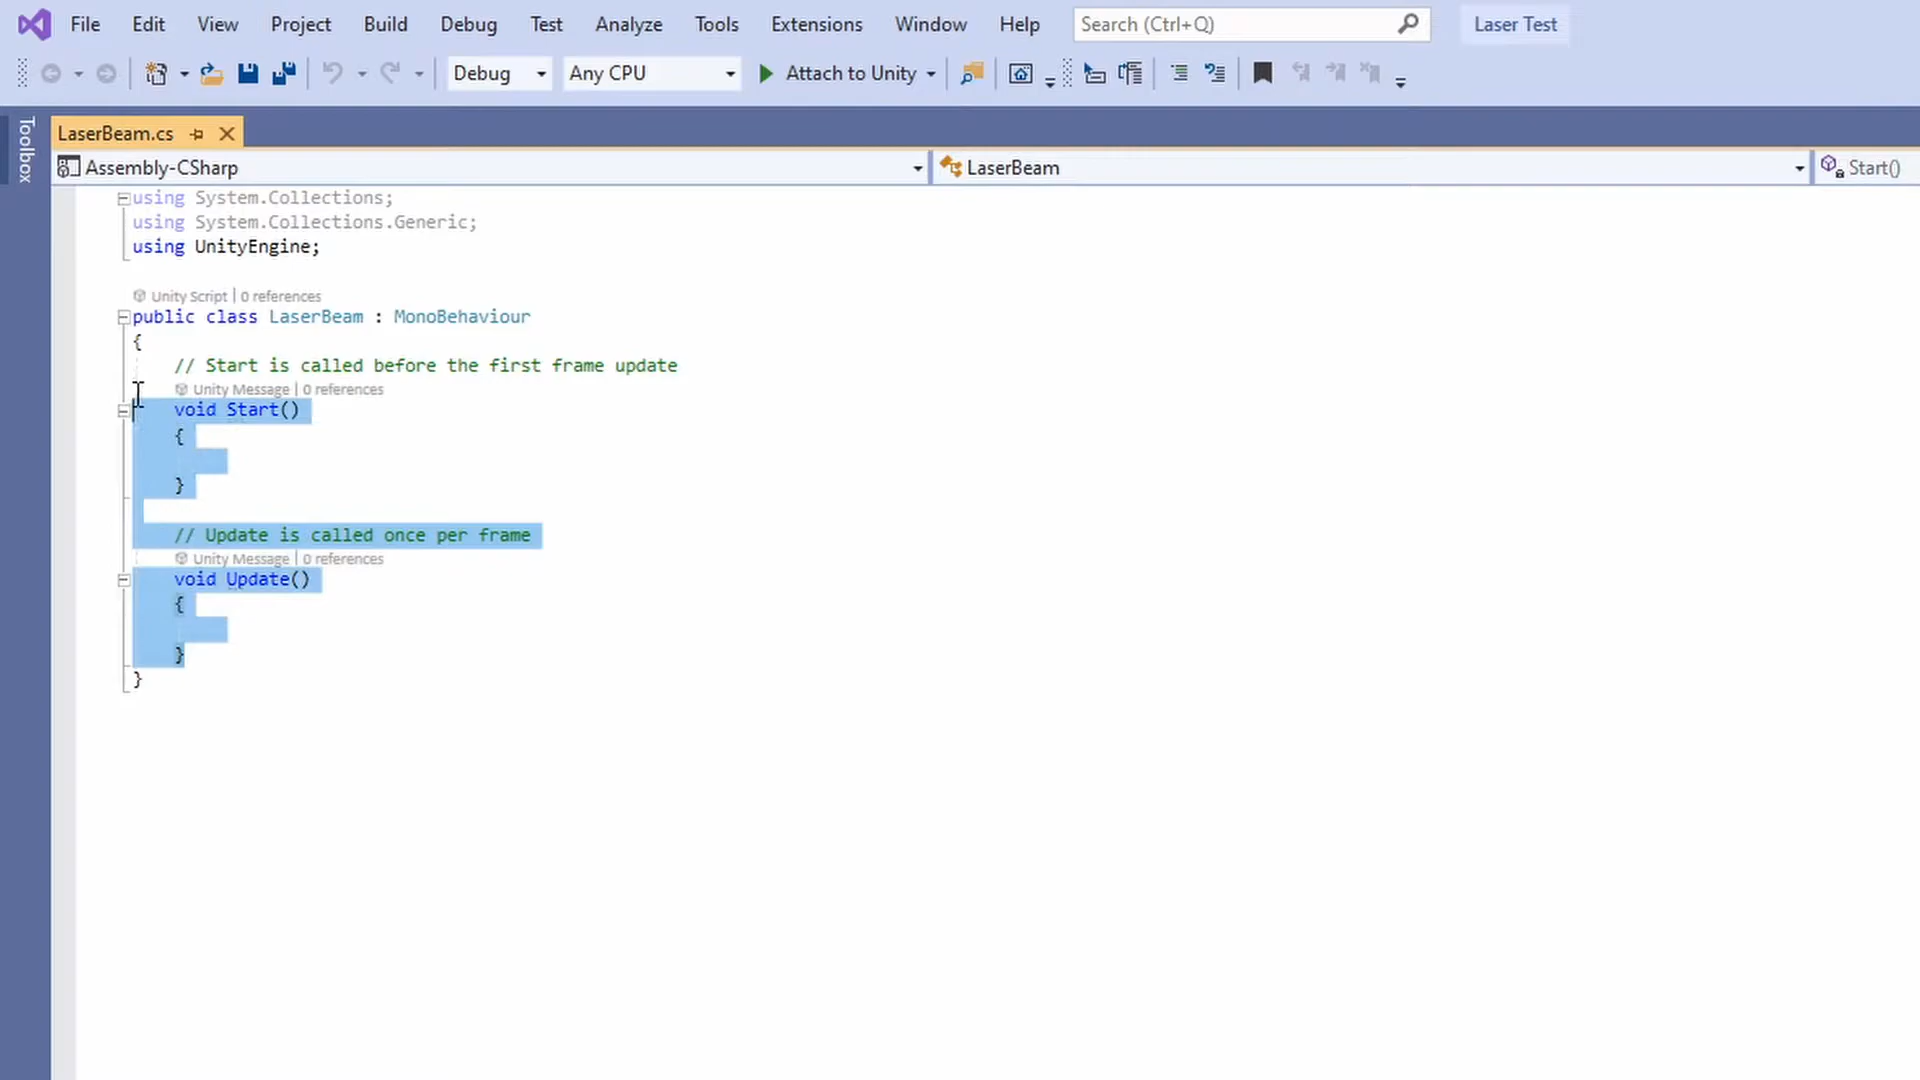 File Edit View Project Build Debug Test Analyze Tools Extensions Window Help Search (Ctrl+Q) Laser Test
Debug Any CPU Attach to Unity
Toolbox
LaserBeam.cs
Assembly-CSharp LaserBeam Start()
using System.Collections;
using System.Collections.Generic;
using UnityEngine;
Unity Script | 0 references
public class LaserBeam : MonoBehaviour
{
// Start is called before the first frame update
Unity Message | 0 references
void Start()
{
}
// Update is called once per frame
Unity Message | 0 references
void Update()
{
}
}